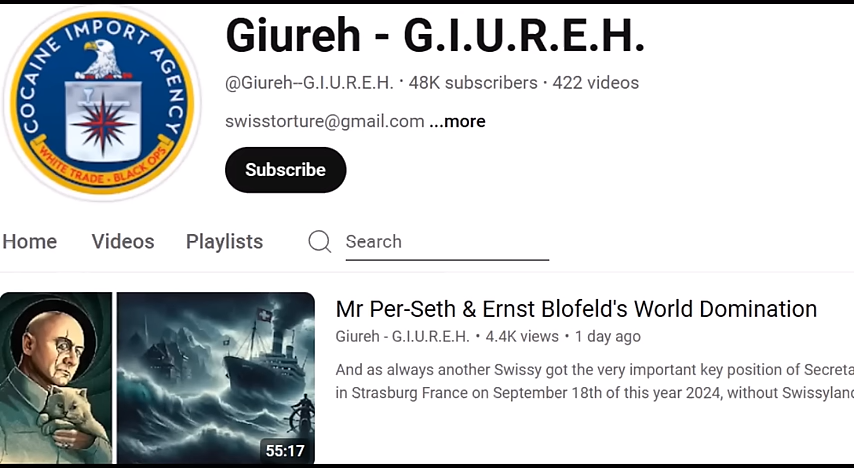 COCAINE IMPORT AGENCY
WHITE TRADE - BLACK OPS
Giureh - G.I.U.R.E.H.
@Giureh--G.I.U.R.E.H. · 48K subscribers · 422 videos
swisstorture@gmail.com ...more
Subscribe
Home Videos Playlists Search
Mr Per-Seth & Ernst Blofeld's World Domination
Giureh - G.I.U.R.E.H. • 4.4K views • 1 day ago
And as always another Swissy got the very important key position of Secreta
in Strasburg France on September 18th of this year 2024, without Swissyland
55:17